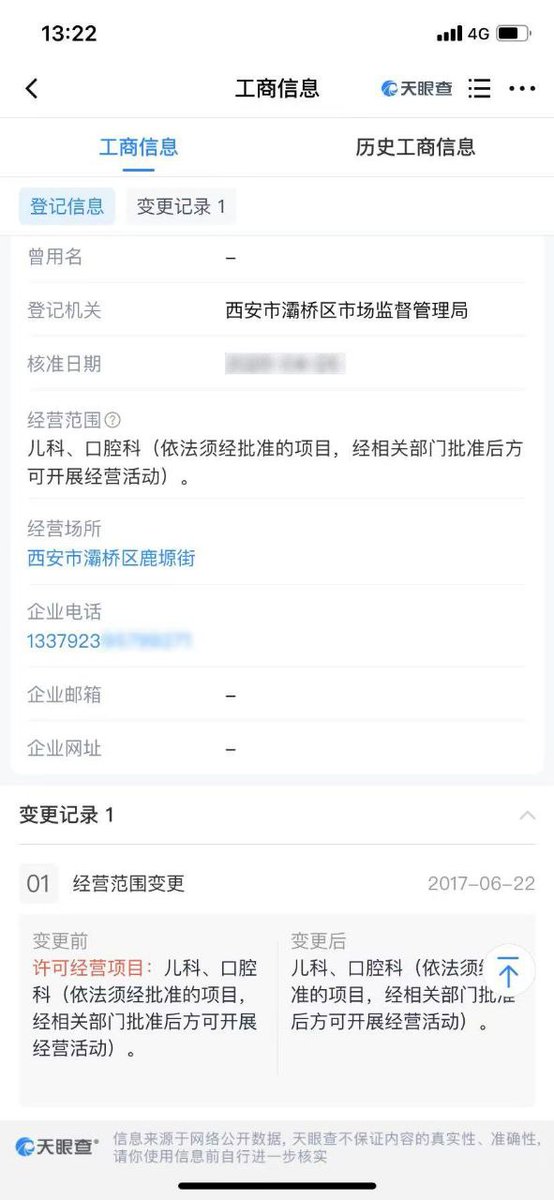 13:22
4G
工商信息
天眼查
工商信息
历史工商信息
登记信息
变更记录 1
曾用名
–
登记机关
西安市灞桥区市场监督管理局
核准日期
经营范围?
儿科、口腔科（依法须经批准的项目，经相关部门批准后方
可开展经营活动）。
经营场所
西安市灞桥区鹿塬街
企业电话
1337923
企业邮箱
–
企业网址
–
变更记录 1
01
经营范围变更
2017-06-22
变更前
许可经营项目：儿科、口腔
科（依法须经批准的项目，
经相关部门批准后方可开展
经营活动）。
变更后
儿科、口腔科（依法须
准的项目，经相关部门批准
后方可开展经营活动）。
天眼查
信息来源于网络公开数据，天眼查不保证内容的真实性、准确性，
请你使用信息前自行进一步核实